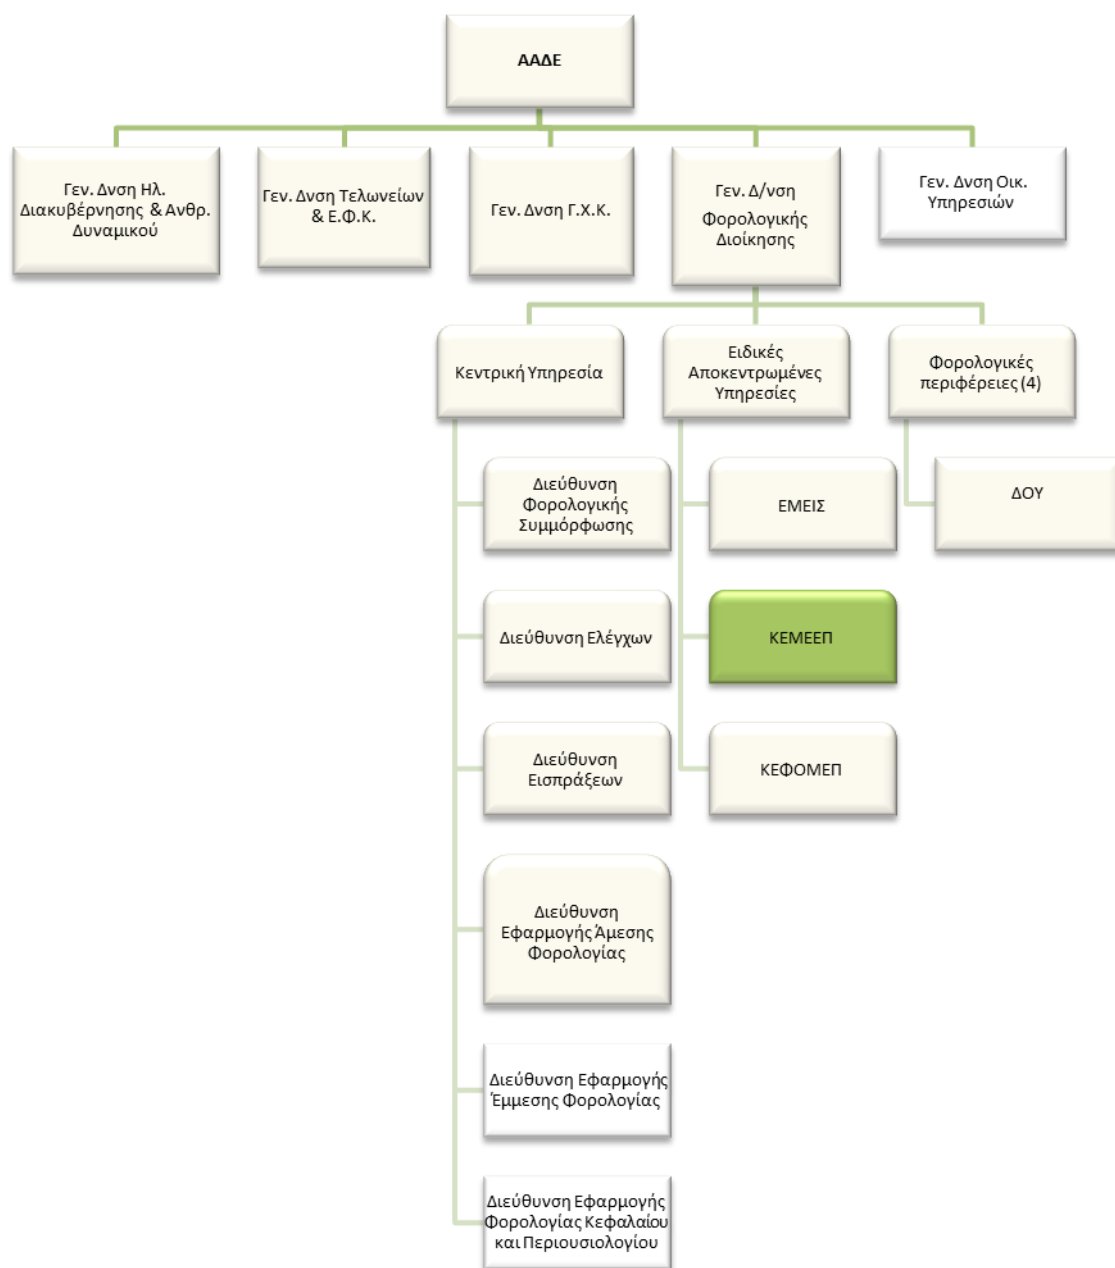 ΑΑΔΕ
Γεν. Δνση Ηλ.
Διακυβέρνησης & Ανθρ.
Δυναμικού
Γεν. Δνση Τελωνείων
& Ε.Φ.Κ.
Γεν. Δνση Γ.Χ.Κ.
Γεν. Δ/νση
Φορολογικής
Διοίκησης
Γεν. Δνση Οικ.
Υπηρεσιών
Κεντρική Υπηρεσία
Ειδικές
Αποκεντρωμένες
Υπηρεσίες
Φορολογικές
περιφέρειες (4)
Διεύθυνση
Φορολογικής
Συμμόρφωσης
ΕΜΕΙΣ
ΔΟΥ
Διεύθυνση Ελέγχων
ΚΕΜΕΕΠ
Διεύθυνση
Εισπράξεων
ΚΕΦΟΜΕΠ
Διεύθυνση
Εφαρμογής Άμεσης
Φορολογίας
Διεύθυνση Εφαρμογής
Έμμεσης Φορολογίας
Διεύθυνση Εφαρμογής
Φορολογίας Κεφαλαίου
και Περιουσιολογίου